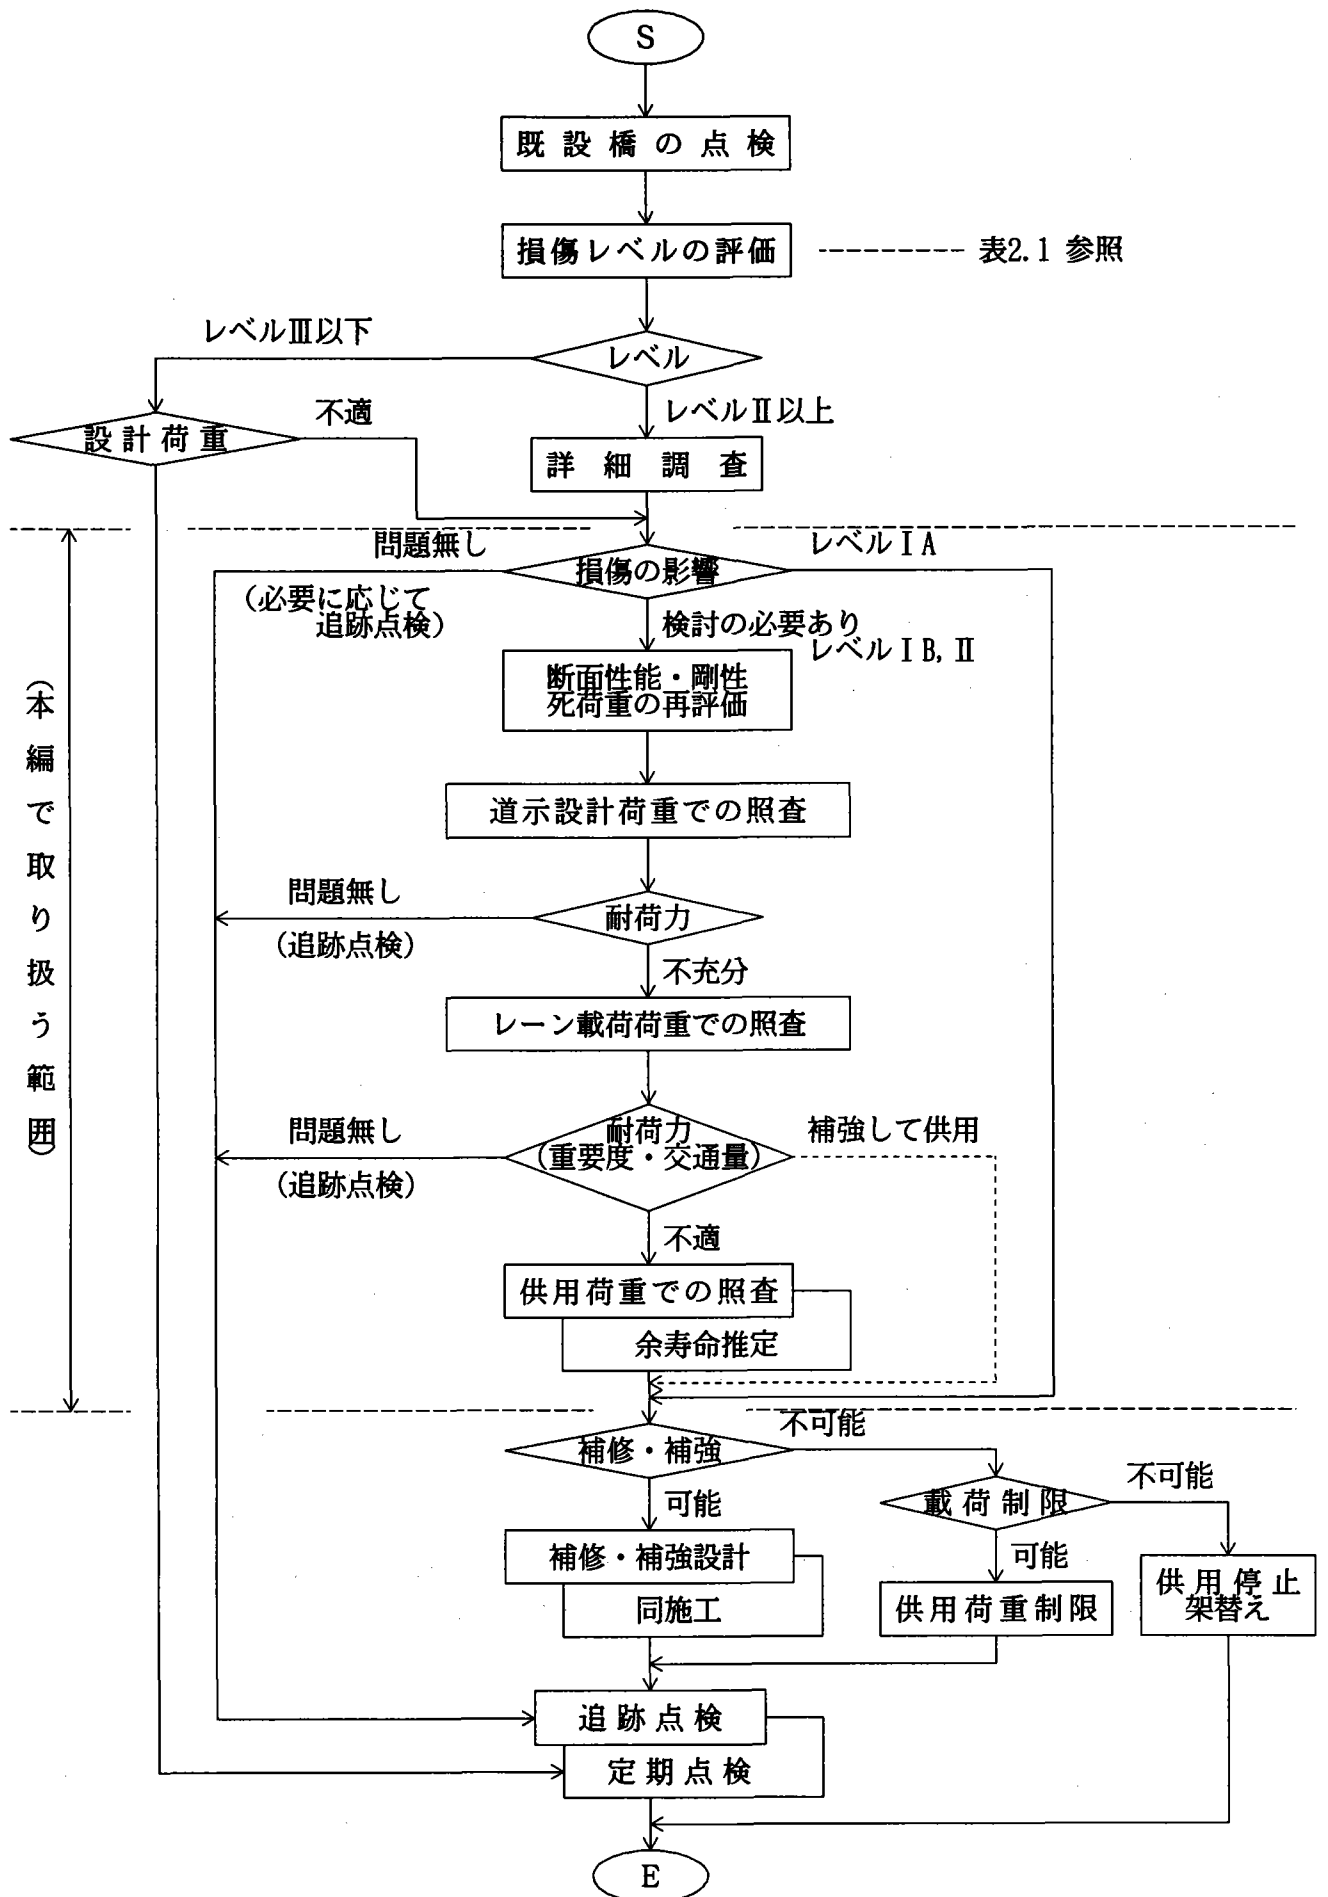 S
既設橋の点検
損傷レベルの評価
表2.1 参照
レベルⅢ以下
レベル
レベルⅡ以上
設計荷重
不適
詳細調査
問題無し
(必要に応じて
追跡点検)
損傷の影響
レベルⅠA
検討の必要あり
レベルⅠB,Ⅱ
断面性能・剛性
死荷重の再評価
(本編で取り扱う範囲)
道示設計荷重での照査
問題無し
(追跡点検)
耐荷力
不充分
レーン載荷荷重での照査
問題無し
(追跡点検)
耐荷力
(重要度・交通量)
補強して供用
不適
供用荷重での照査
余寿命推定
補修・補強
不可能
可能
載荷制限
不可能
可能
補修・補強設計
同施工
供用荷重制限
供用停止
架替え
追跡点検
定期点検
E